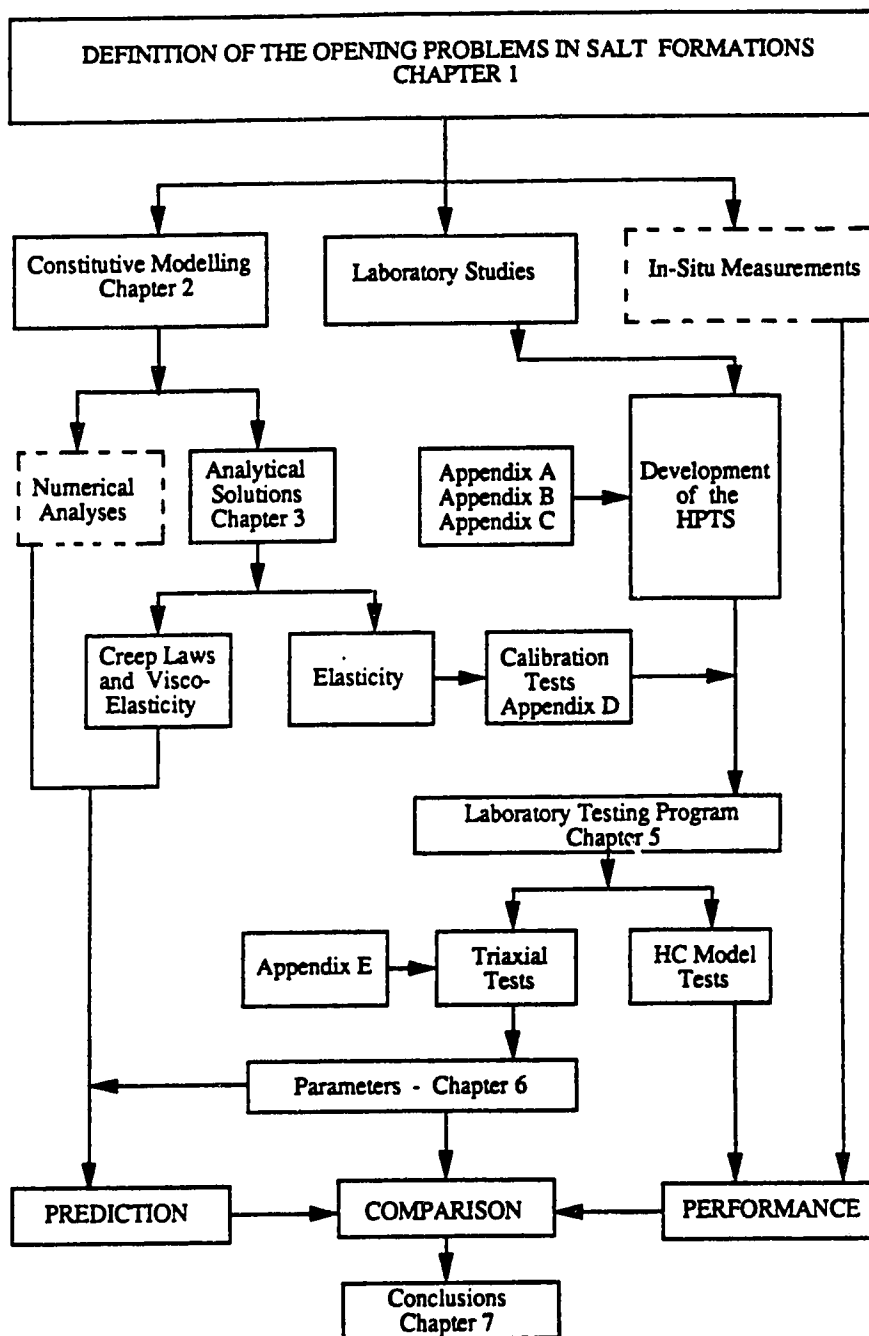 DEFINITION OF THE OPENING PROBLEMS IN SALT FORMATIONS
CHAPTER 1
Constitutive Modelling
Chapter 2
Laboratory Studies
In-Situ Measurements
Numerical
Analyses
Analytical
Solutions
Chapter 3
Appendix A
Appendix B
Appendix C
Development
of the
HPTS
Creep Laws
and Visco-
Elasticity
Elasticity
Calibration
Tests
Appendix D
Laboratory Testing Program
Chapter 5
Appendix E
Triaxial
Tests
HC Model
Tests
Parameters - Chapter 6
PREDICTION
COMPARISON
PERFORMANCE
Conclusions
Chapter 7